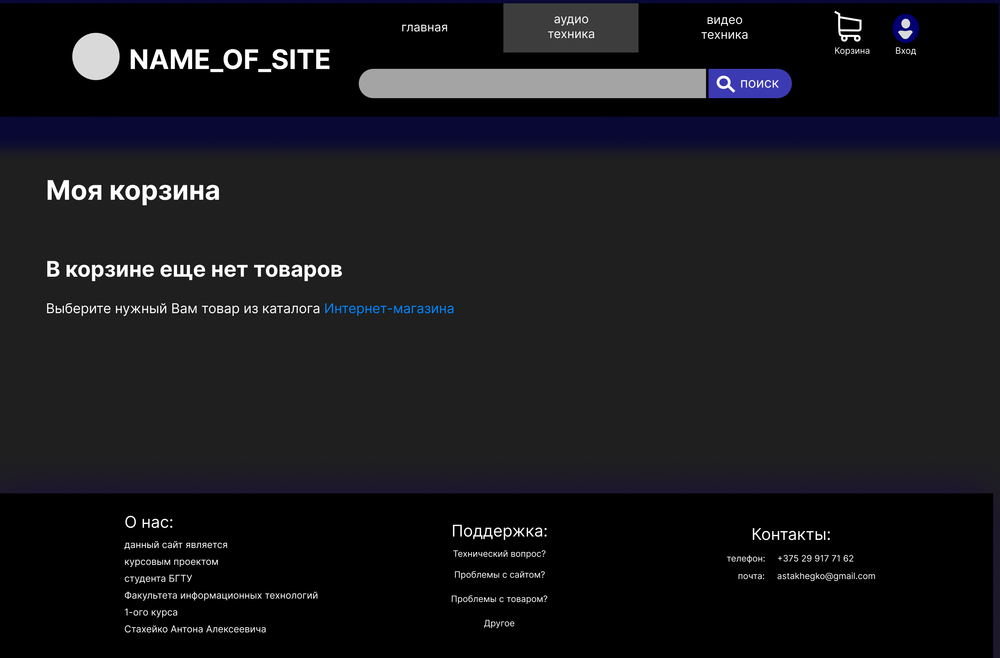 главная
аудио
техника
видео
техника
Корзина
Вход
NAME_OF_SITE
поиск
Моя корзина
В корзине еще нет товаров
Выберите нужный Вам товар из каталога Интернет-магазина
О нас:
данный сайт является
курсовым проектом
студента БГТУ
Факультета информационных технологий
1-ого курса
Стахейко Антона Алексеевича
Поддержка:
Технический вопрос?
Проблемы с сайтом?
Проблемы с товаром?
Другое
Контакты:
телефон: +375 29 917 71 62
почта: astakhegko@gmail.com